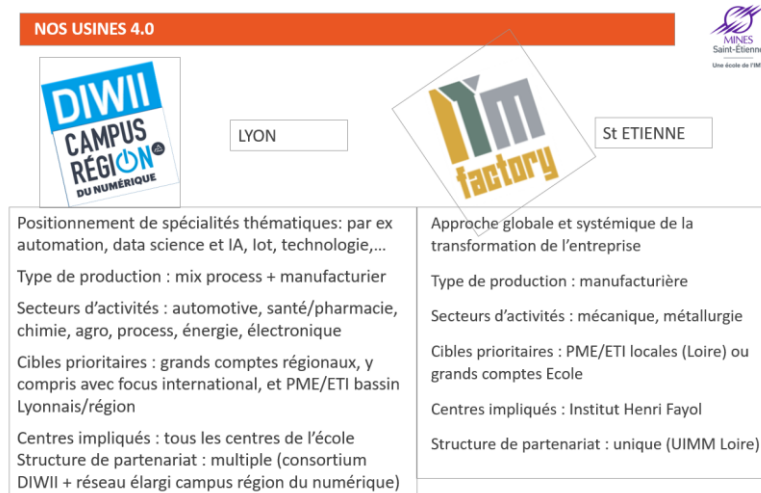 NOS USINES 4.0
MINES
Saint-Étienne
Une école de l'IMT
DIWII
CAMPUS
RÉGION
DU NUMÉRIQUE
LYON
factory
St ETIENNE
Positionnement de spécialités thématiques: par ex
automation, data science et IA, Iot, technologie,...
Type de production : mix process + manufacturier
Secteurs d'activités : automotive, santé/pharmacie,
chimie, agro, process, énergie, électronique
Cibles prioritaires : grands comptes régionaux, y
compris avec focus international, et PME/ETI bassin
Lyonnais/région
Centres impliqués : tous les centres de l'école
Structure de partenariat : multiple (consortium
DIWII + réseau élargi campus région du numérique)
Approche globale et systémique de la
transformation de l'entreprise
Type de production : manufacturière
Secteurs d'activités : mécanique, métallurgie
Cibles prioritaires : PME/ETI locales (Loire) ou
grands comptes Ecole
Centres impliqués : Institut Henri Fayol
Structure de partenariat : unique (UIMM Loire)